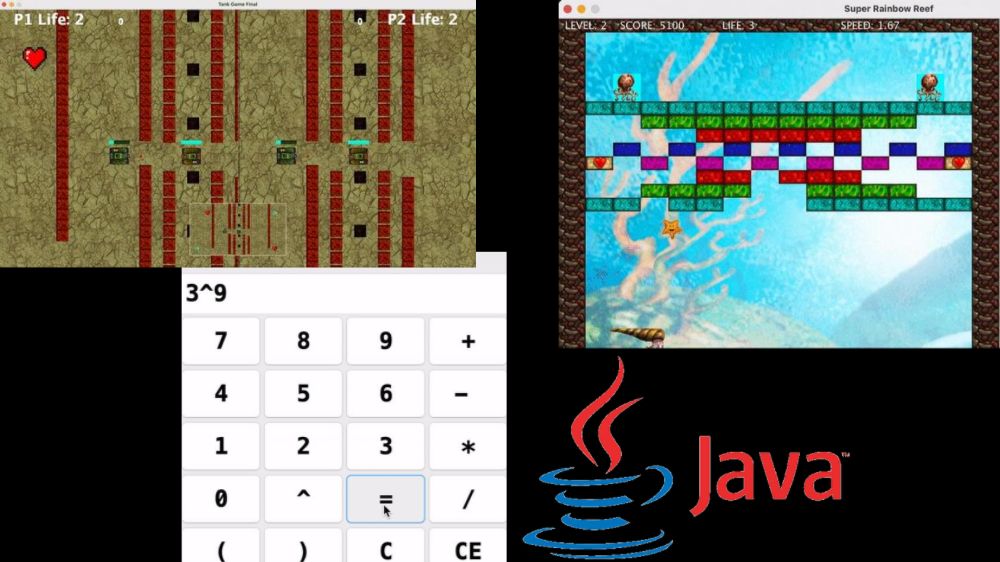 Tank Game Final
P1 Life: 2
0
0
P2 Life: 2
Super Rainbow Reef
LEVEL: 2 SCORE: 5100 LIFE: 3 SPEED: 1.67
3^9
7 8 9 +
4 5 6 −
1 2 3 *
0 ^ = /
( ) C CE
Java™